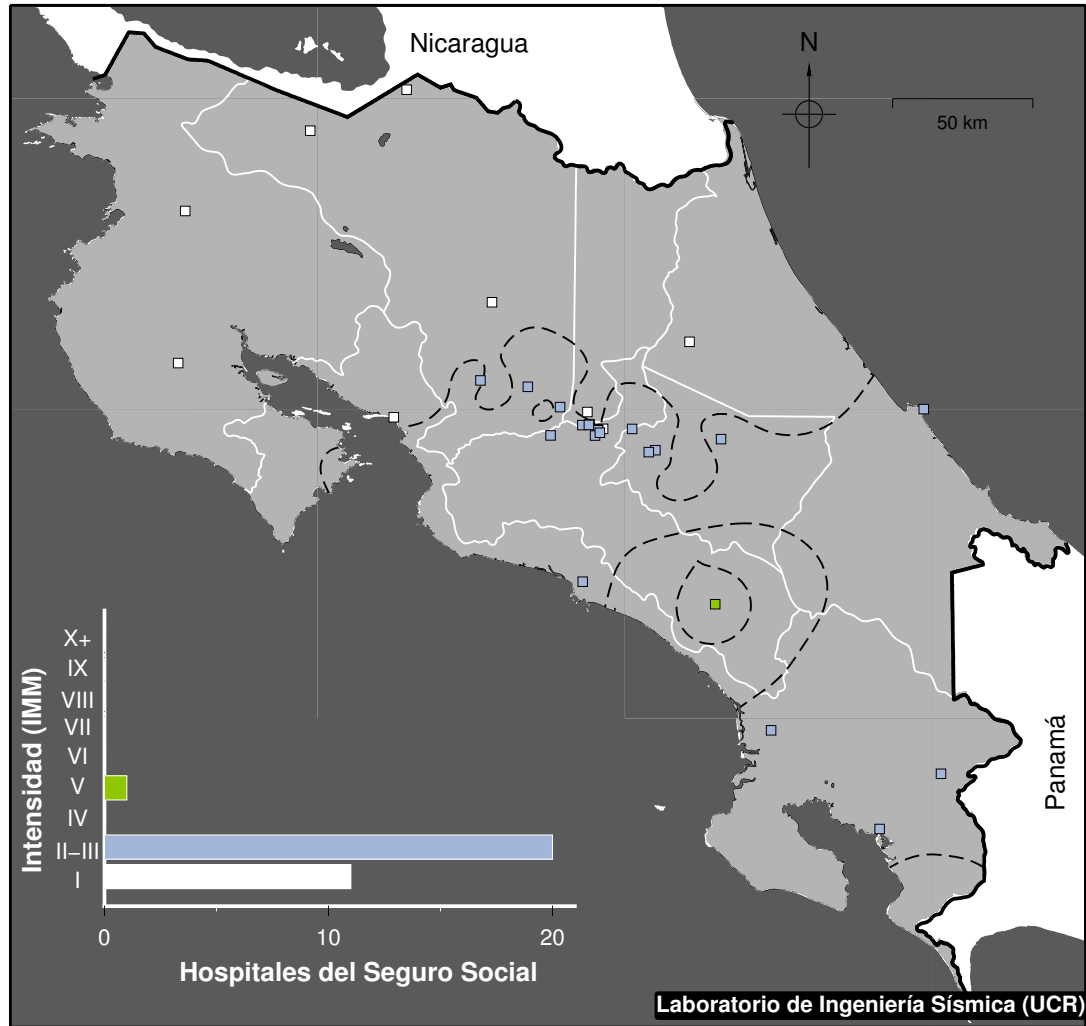 Nicaragua
N
50 km
Panamá
Intensidad (IMM)
X+
IX
VIII
VII
VI
V
IV
II–III
I
0 10 20
Hospitales del Seguro Social
Laboratorio de Ingeniería Sísmica (UCR)